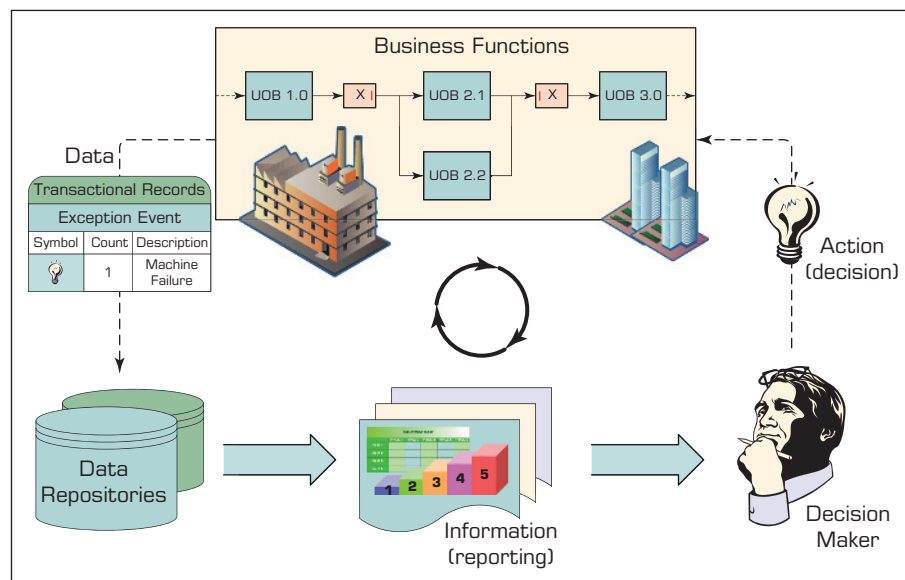 Business Functions
UOB 1.0
X
UOB 2.1
X
UOB 3.0
UOB 2.2
Data
Transactional Records
Exception Event
Symbol Count Description
1 Machine
Failure
Action
(decision)
Data
Repositories
1 2 3 4 5
Information
(reporting)
Decision
Maker